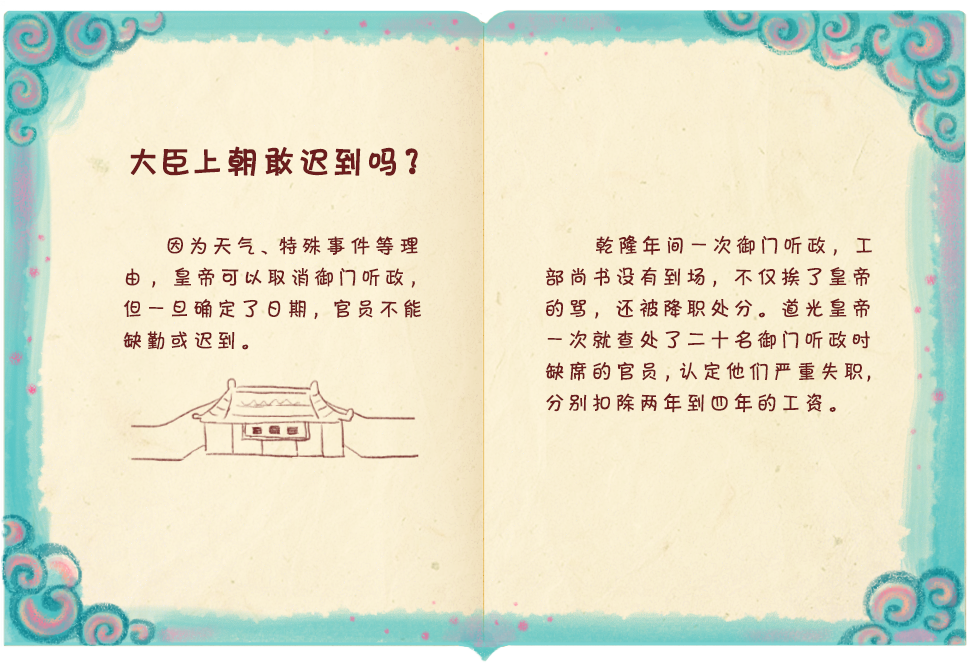 大臣上朝敢迟到吗？
因为天气、特殊事件等理
由，皇帝可以取消御门听政，
但一旦确定了日期，官员不能
缺勤或迟到。
乾隆年间一次御门听政，工
部尚书没有到场，不仅挨了皇帝
的骂，还被降职处分。道光皇帝
一次就查处了二十名御门听政时
缺席的官员，认定他们严重失职，
分别扣除两年到四年的工资。